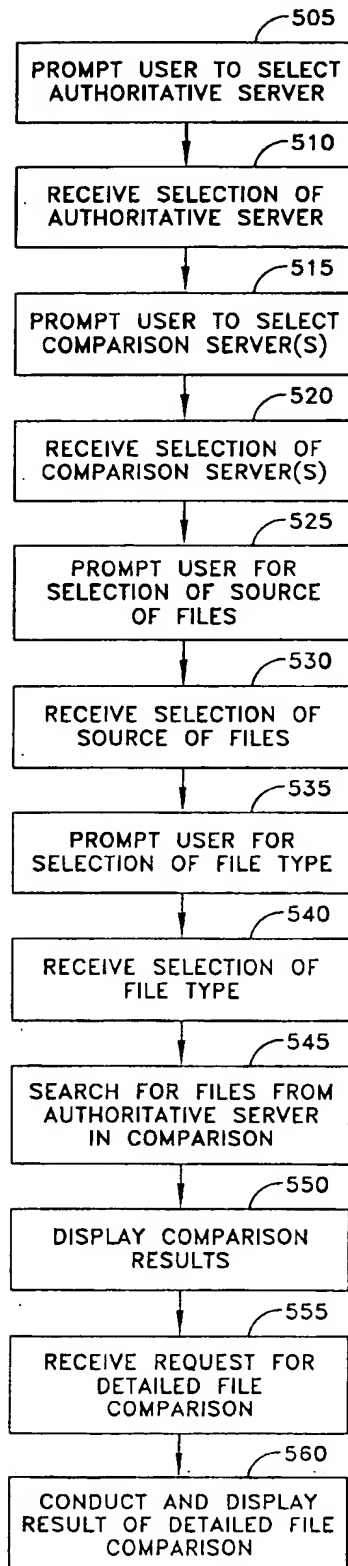 505
PROMPT USER TO SELECT
AUTHORITATIVE SERVER
510
RECEIVE SELECTION OF
AUTHORITATIVE SERVER
515
PROMPT USER TO SELECT
COMPARISON SERVER(S)
520
RECEIVE SELECTION OF
COMPARISON SERVER(S)
525
PROMPT USER FOR
SELECTION OF SOURCE
OF FILES
530
RECEIVE SELECTION OF
SOURCE OF FILES
535
PROMPT USER FOR
SELECTION OF FILE TYPE
540
RECEIVE SELECTION OF
FILE TYPE
545
SEARCH FOR FILES FROM
AUTHORITATIVE SERVER
IN COMPARISON
550
DISPLAY COMPARISON
RESULTS
555
RECEIVE REQUEST FOR
DETAILED FILE
COMPARISON
560
CONDUCT AND DISPLAY
RESULT OF DETAILED FILE
COMPARISON